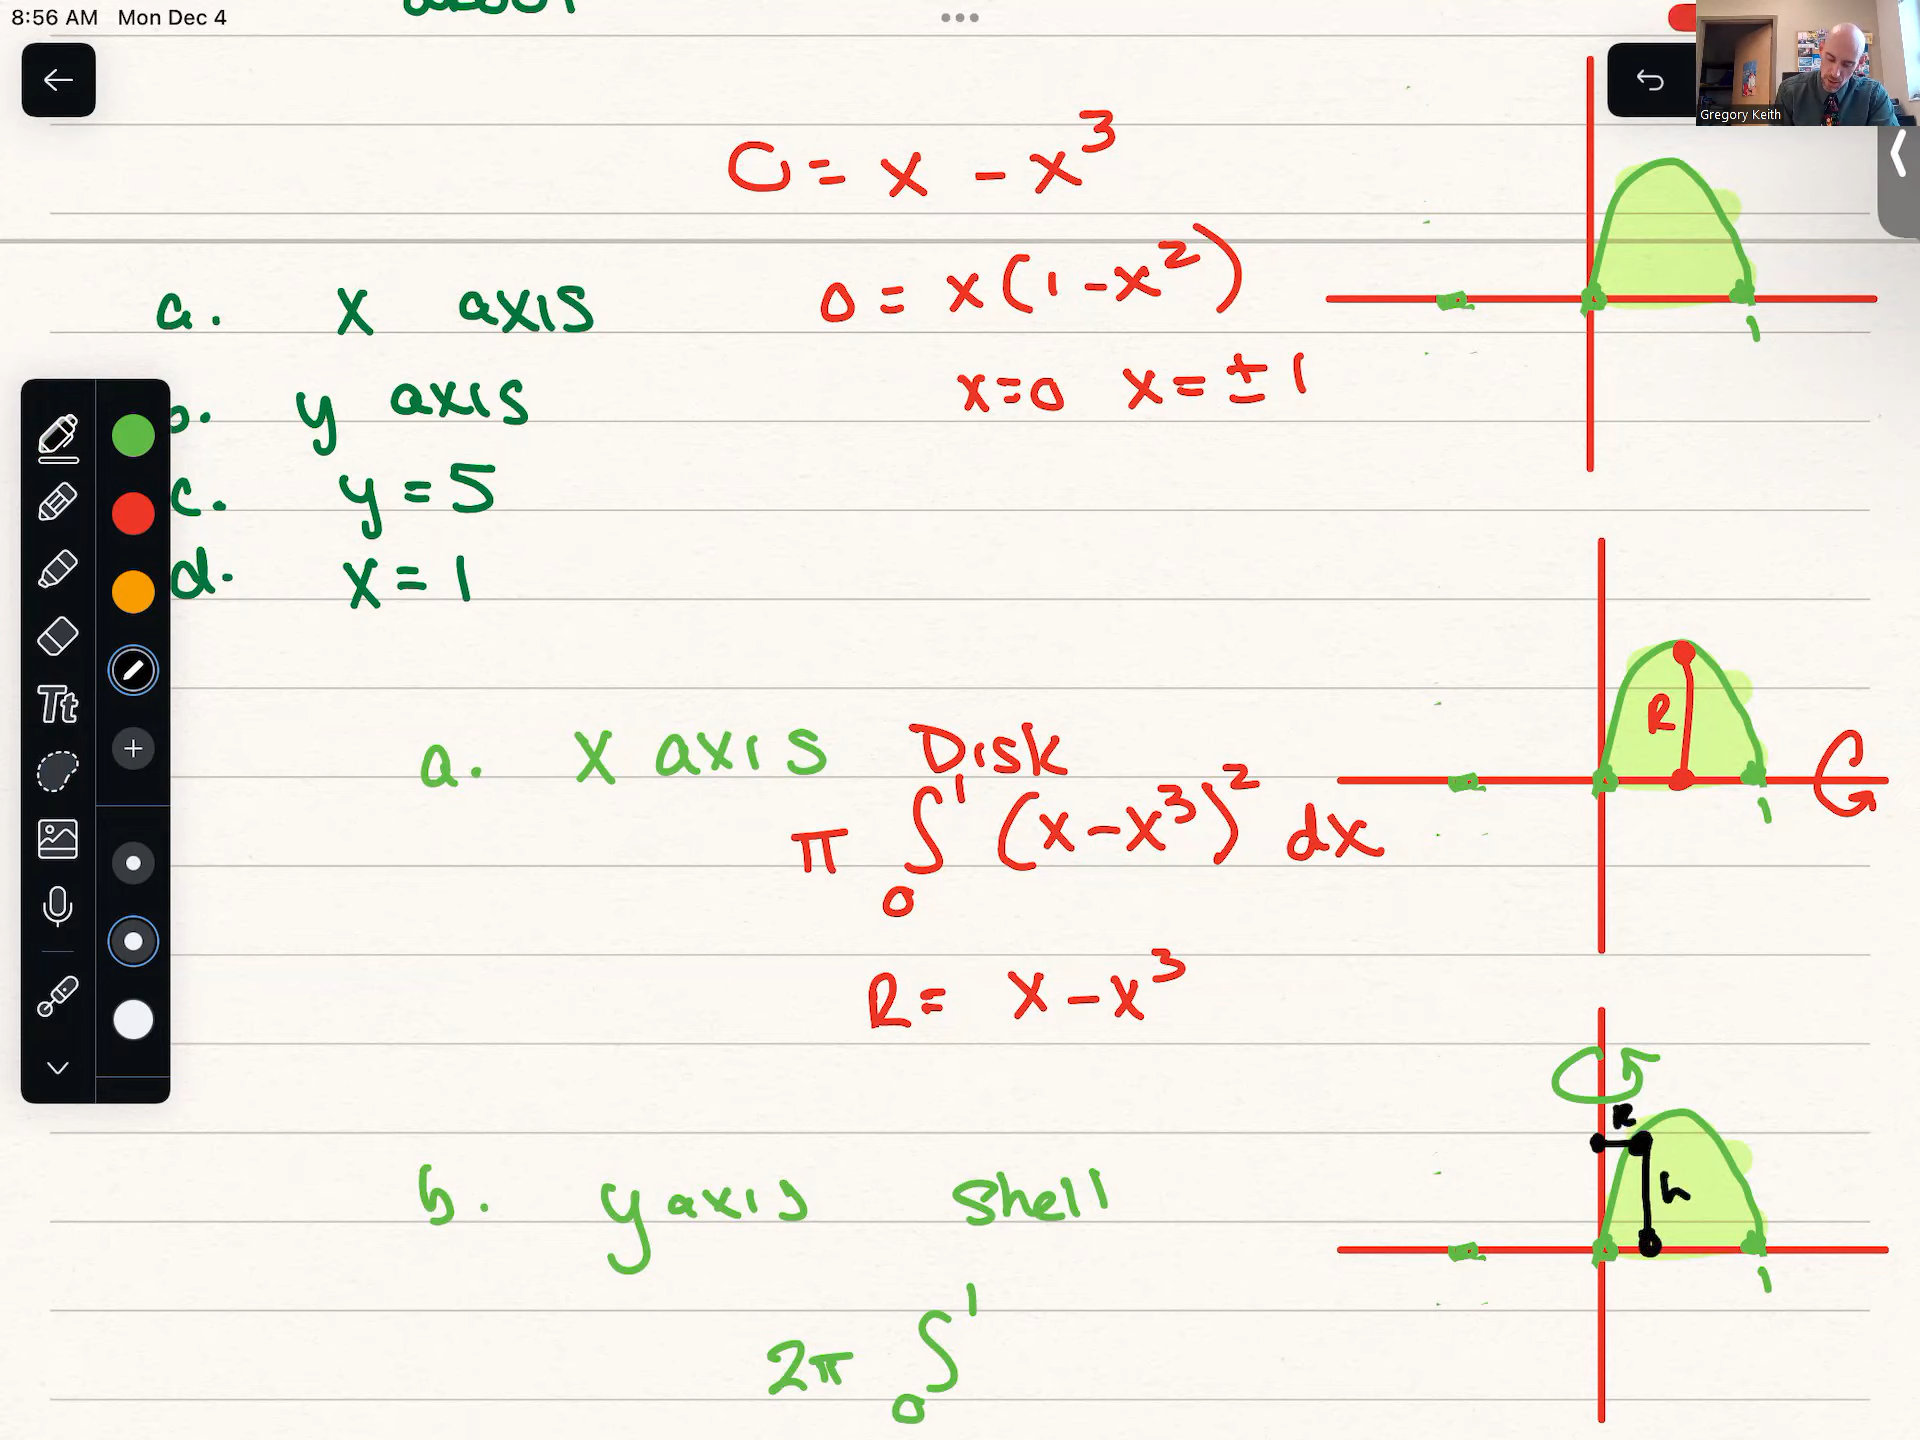 8:56 AM Mon Dec 4
Gregory Keith
0 = x - x³
0 = x(1-x²)
x=0 x=±1
a. x axis
y axis
c. y=5
d. x=1
1
a. x axis Disk
π ∫₀¹ (x-x³)² dx
R= x-x³
R
1
b. y axis shell
2π ∫₀¹
R
h
1
Tt